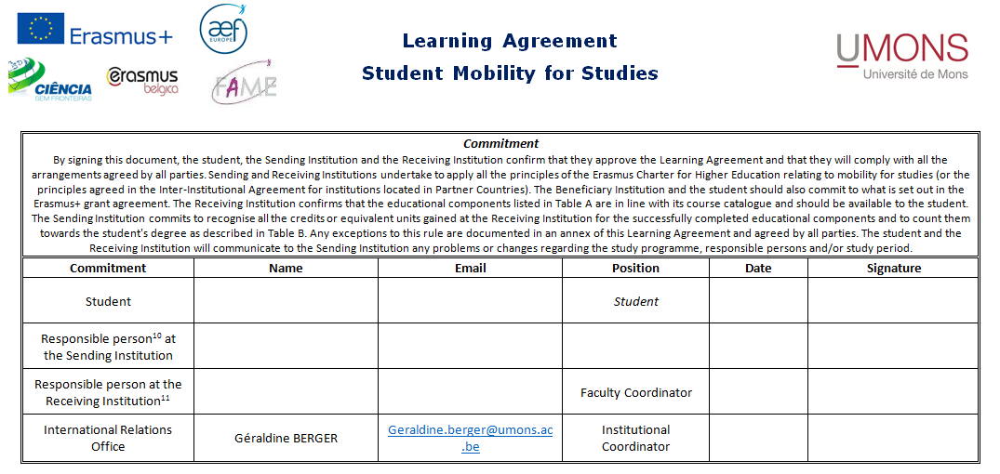 Erasmus+
æef
EUROPE
Learning Agreement
Student Mobility for Studies
UMONS
Université de Mons
CIÊNCIA
SEM FRONTEIRAS
erasmus
belgica
FAME
Commitment
By signing this document, the student, the Sending Institution and the Receiving Institution confirm that they approve the Learning Agreement and that they will comply with all the
arrangements agreed by all parties. Sending and Receiving Institutions undertake to apply all the principles of the Erasmus Charter for Higher Education relating to mobility for studies (or the
principles agreed in the Inter-Institutional Agreement for institutions located in Partner Countries). The Beneficiary Institution and the student should also commit to what is set out in the
Erasmus+ grant agreement. The Receiving Institution confirms that the educational components listed in Table A are in line with its course catalogue and should be available to the student.
The Sending Institution commits to recognise all the credits or equivalent units gained at the Receiving Institution for the successfully completed educational components and to count them
towards the student's degree as described in Table B. Any exceptions to this rule are documented in an annex of this Learning Agreement and agreed by all parties. The student and the
Receiving Institution will communicate to the Sending Institution any problems or changes regarding the study programme, responsible persons and/or study period.
Commitment Name Email Position Date Signature
Student Student
Responsible person10 at
the Sending Institution
Responsible person at the
Receiving Institution11
Faculty Coordinator
International Relations
Office
Géraldine BERGER
Geraldine.berger@umons.ac
.be
Institutional
Coordinator